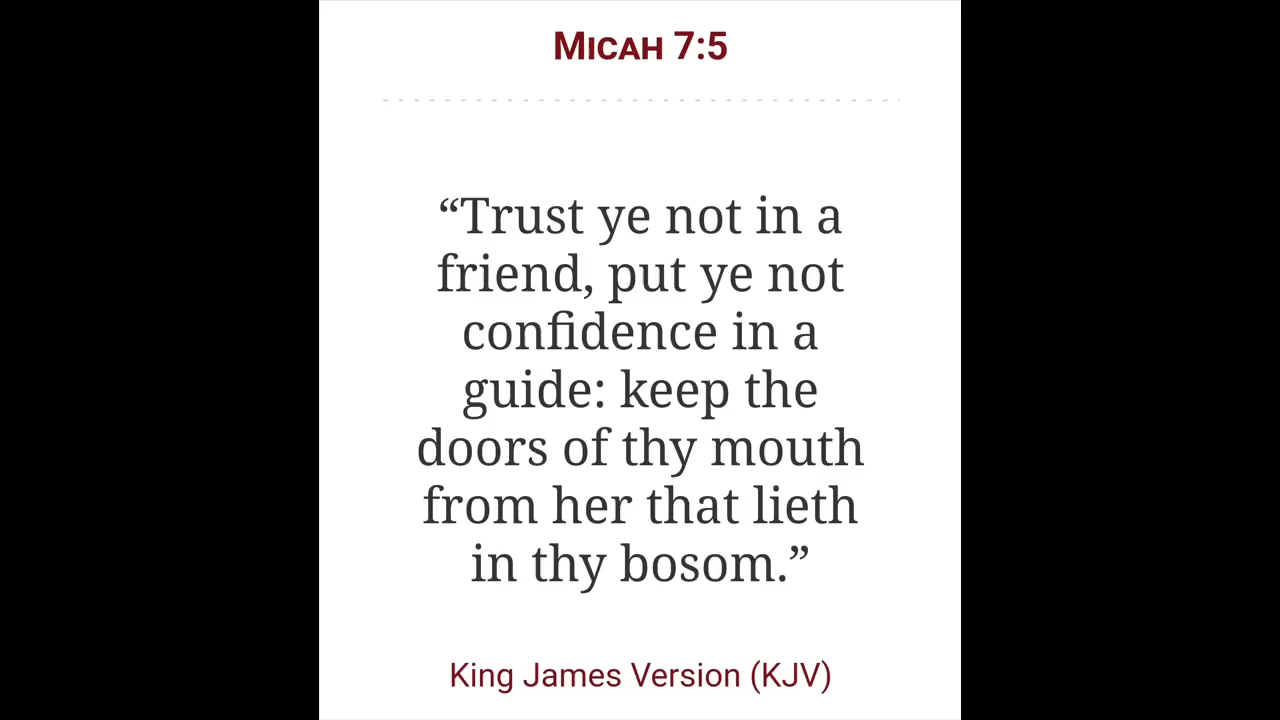 Micah 7:5
“Trust ye not in a
friend, put ye not
confidence in a
guide: keep the
doors of thy mouth
from her that lieth
in thy bosom.”
King James Version (KJV)